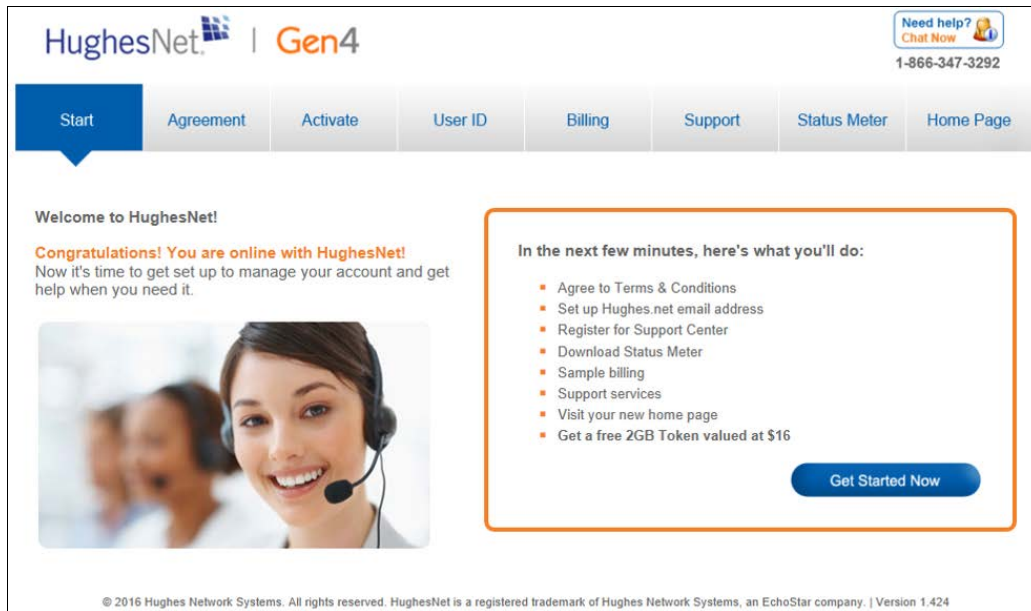 HughesNet. | Gen4
Need help?
Chat Now
1-866-347-3292
Start Agreement Activate User ID Billing Support Status Meter Home Page
Welcome to HughesNet!
Congratulations! You are online with HughesNet!
Now it's time to get set up to manage your account and get
help when you need it.
In the next few minutes, here's what you'll do:
Agree to Terms & Conditions
Set up Hughes.net email address
Register for Support Center
Download Status Meter
Sample billing
Support services
Visit your new home page
Get a free 2GB Token valued at $16
Get Started Now
© 2016 Hughes Network Systems. All rights reserved. HughesNet is a registered trademark of Hughes Network Systems, an EchoStar company. | Version 1.424